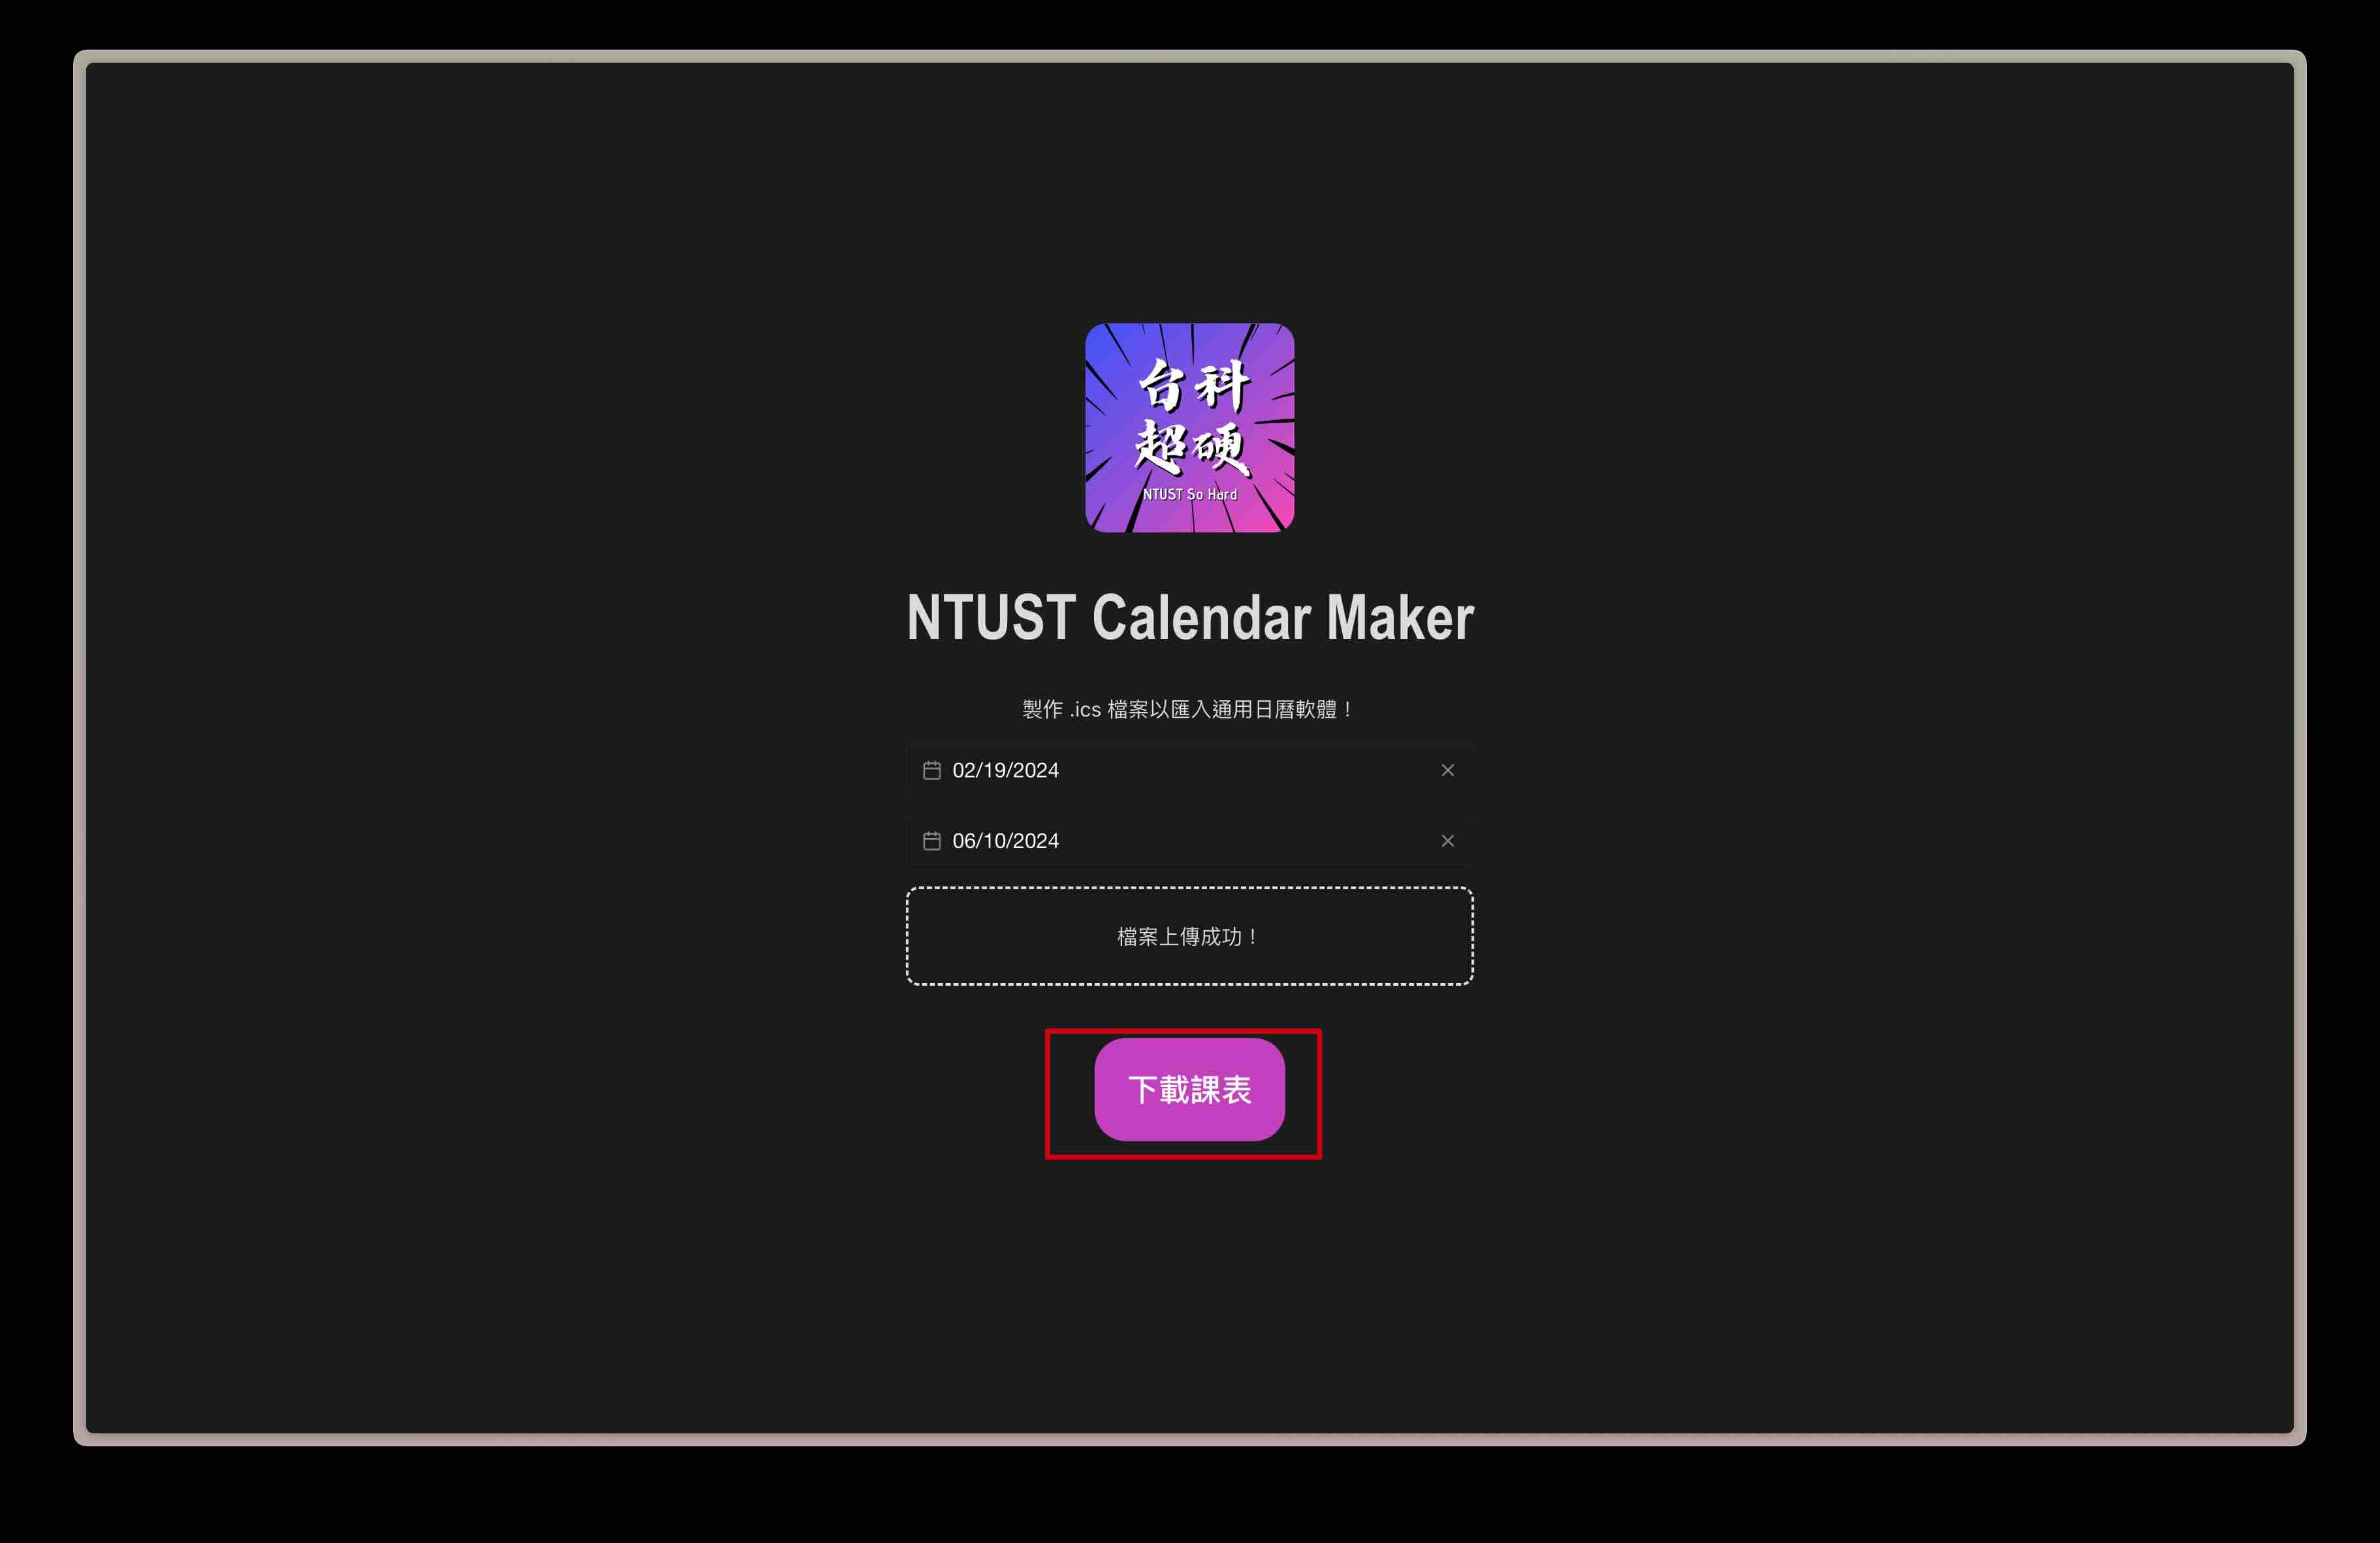 台科
超硬
NTUST So Hard
NTUST Calendar Maker
製作 .ics 檔案以匯入通用日曆軟體！
02/19/2024
06/10/2024
檔案上傳成功！
下載課表